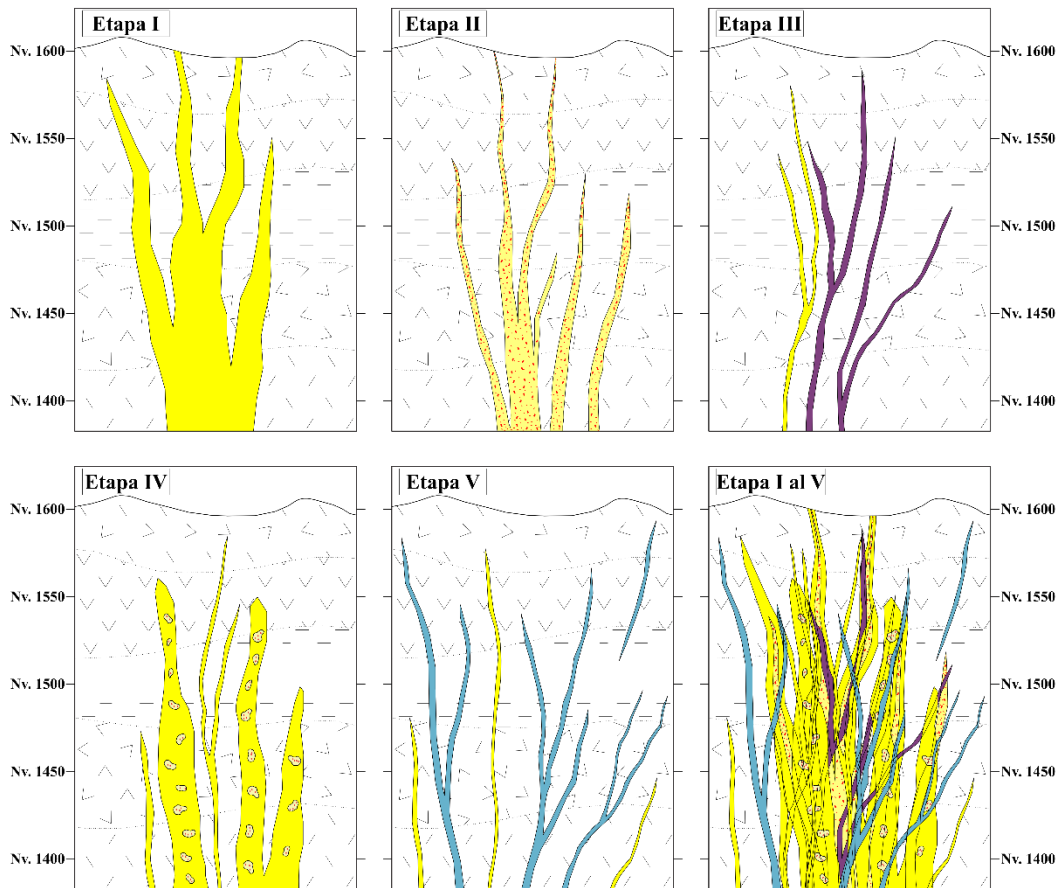 Etapa I
Etapa II
Etapa III
Nv. 1600
Nv. 1600
Nv. 1550
Nv. 1550
Nv. 1500
Nv. 1500
Nv. 1450
Nv. 1450
Nv. 1400
Nv. 1400
Etapa IV
Etapa V
Etapa I al V
Nv. 1600
Nv. 1600
Nv. 1550
Nv. 1550
Nv. 1500
Nv. 1500
Nv. 1450
Nv. 1450
Nv. 1400
Nv. 1400